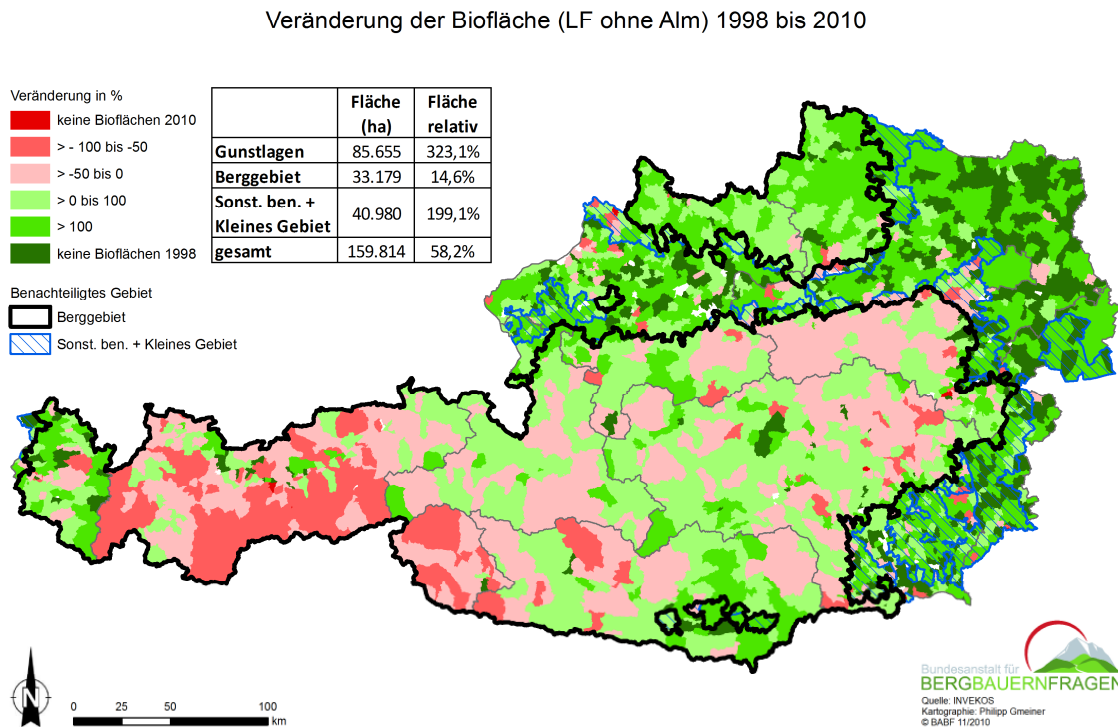 Veränderung der Biofläche (LF ohne Alm) 1998 bis 2010
Veränderung in %
keine Bioflächen 2010
> - 100 bis -50
> -50 bis 0
> 0 bis 100
> 100
keine Bioflächen 1998
Benachteiligtes Gebiet
Berggebiet
Sonst. ben. + Kleines Gebiet
Fläche (ha) Fläche relativ
Gunstlagen 85.655 323,1%
Berggebiet 33.179 14,6%
Sonst. ben. +
Kleines Gebiet 40.980 199,1%
gesamt 159.814 58,2%
N
0 25 50 100
km
Bundesanstalt für
BERGBAUERNFRAGEN
Quelle: INVEKOS
Kartographie: Philipp Gmeiner
© BABF 11/2010